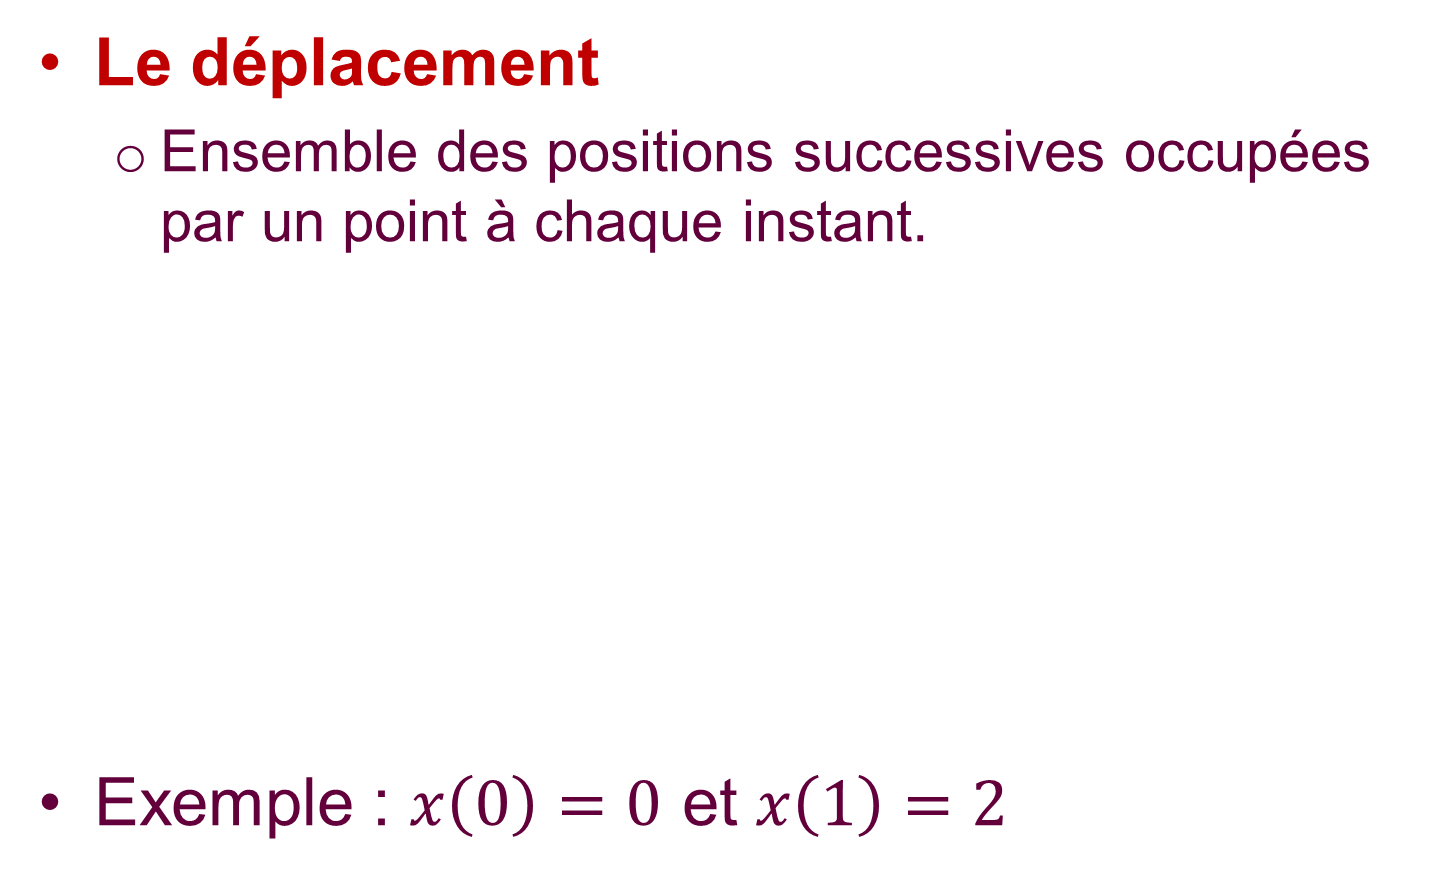 • Le déplacement
o Ensemble des positions successives occupées
par un point à chaque instant.
• Exemple : 𝑥(0) = 0 et 𝑥(1) = 2